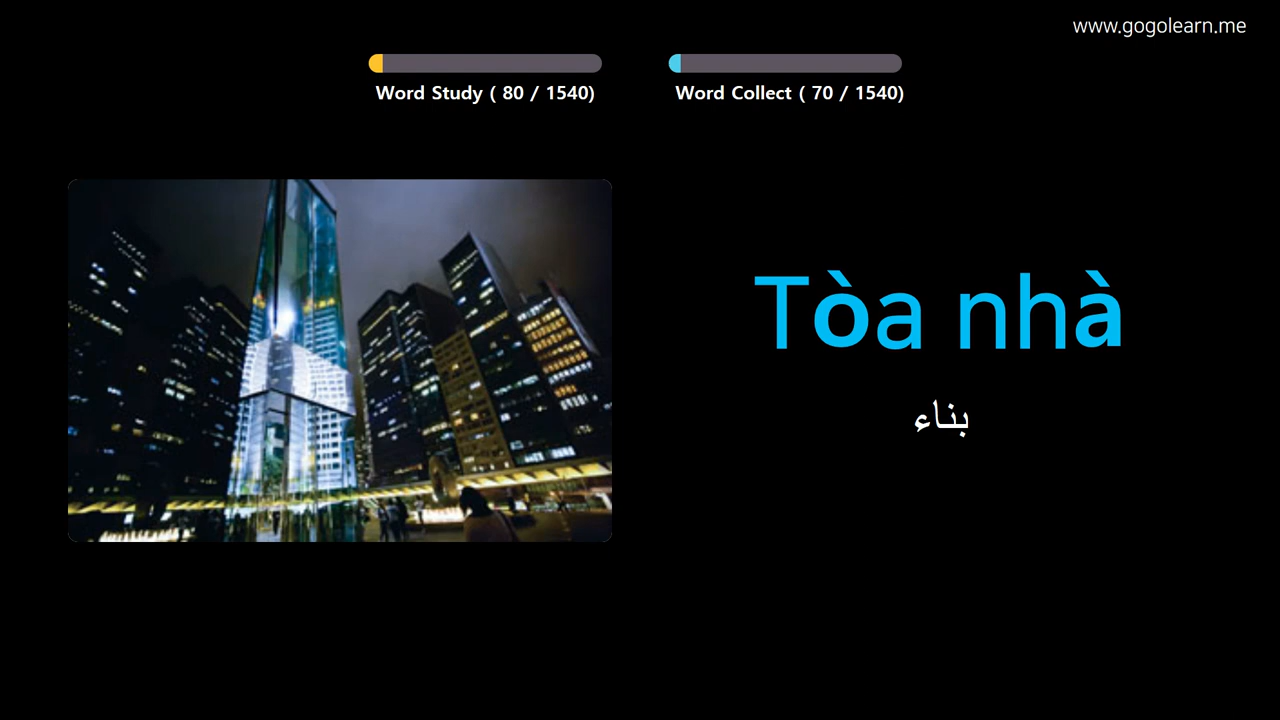 www.gogolearn.me
Word Study ( 80 / 1540)
Word Collect ( 70 / 1540)
Tòa nhà
بناء